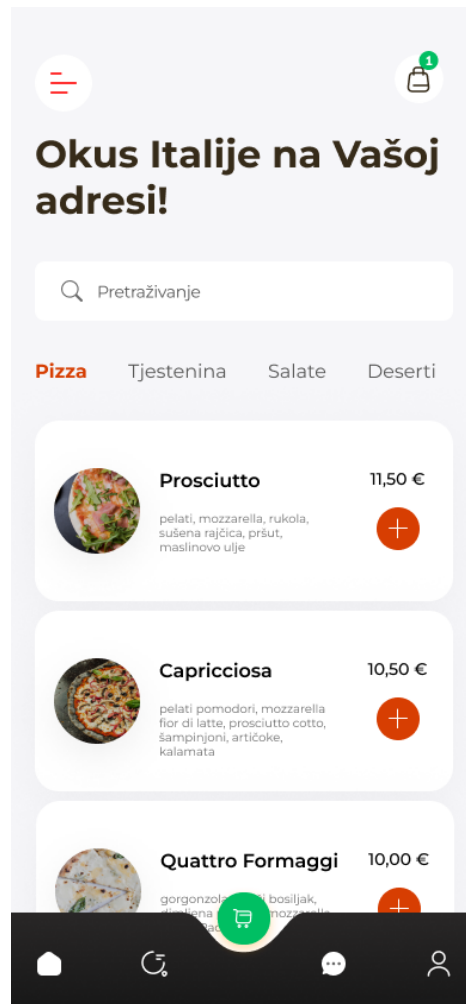 1
Okus Italije na Vašoj
adresi!
Pretraživanje
Pizza Tjestenina Salate Deserti
Prosciutto 11,50 €
pelati, mozzarella, rukola,
sušena rajčica, pršut,
maslinovo ulje
Capricciosa 10,50 €
pelati pomodori, mozzarella
fior di latte, prosciutto cotto,
šampinjoni, artičoke,
kalamata
Quattro Formaggi 10,00 €
bosiljak,